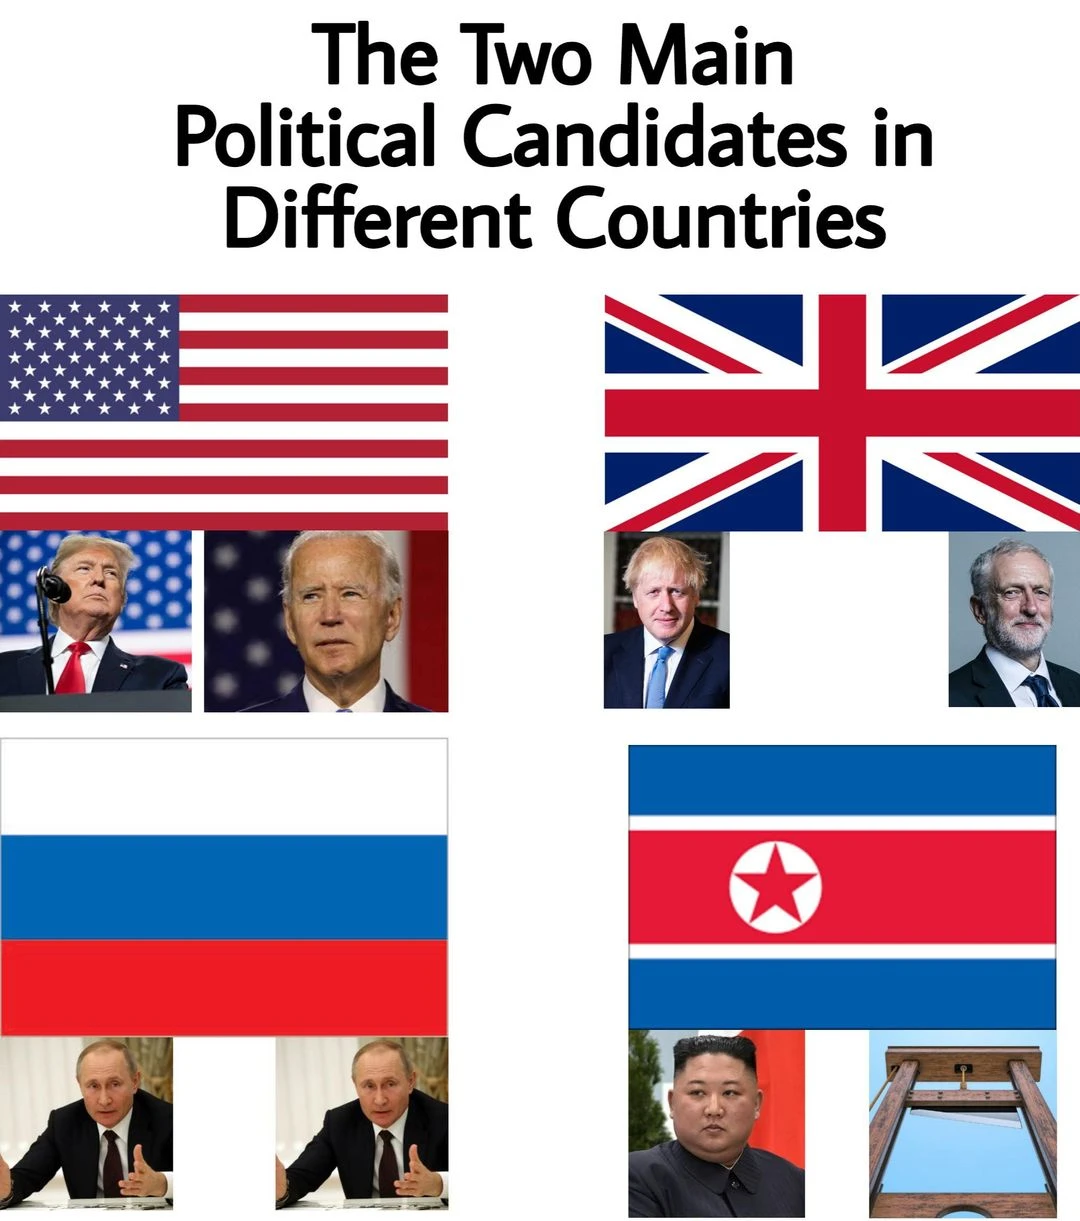 The Two Main
Political Candidates in
Different Countries